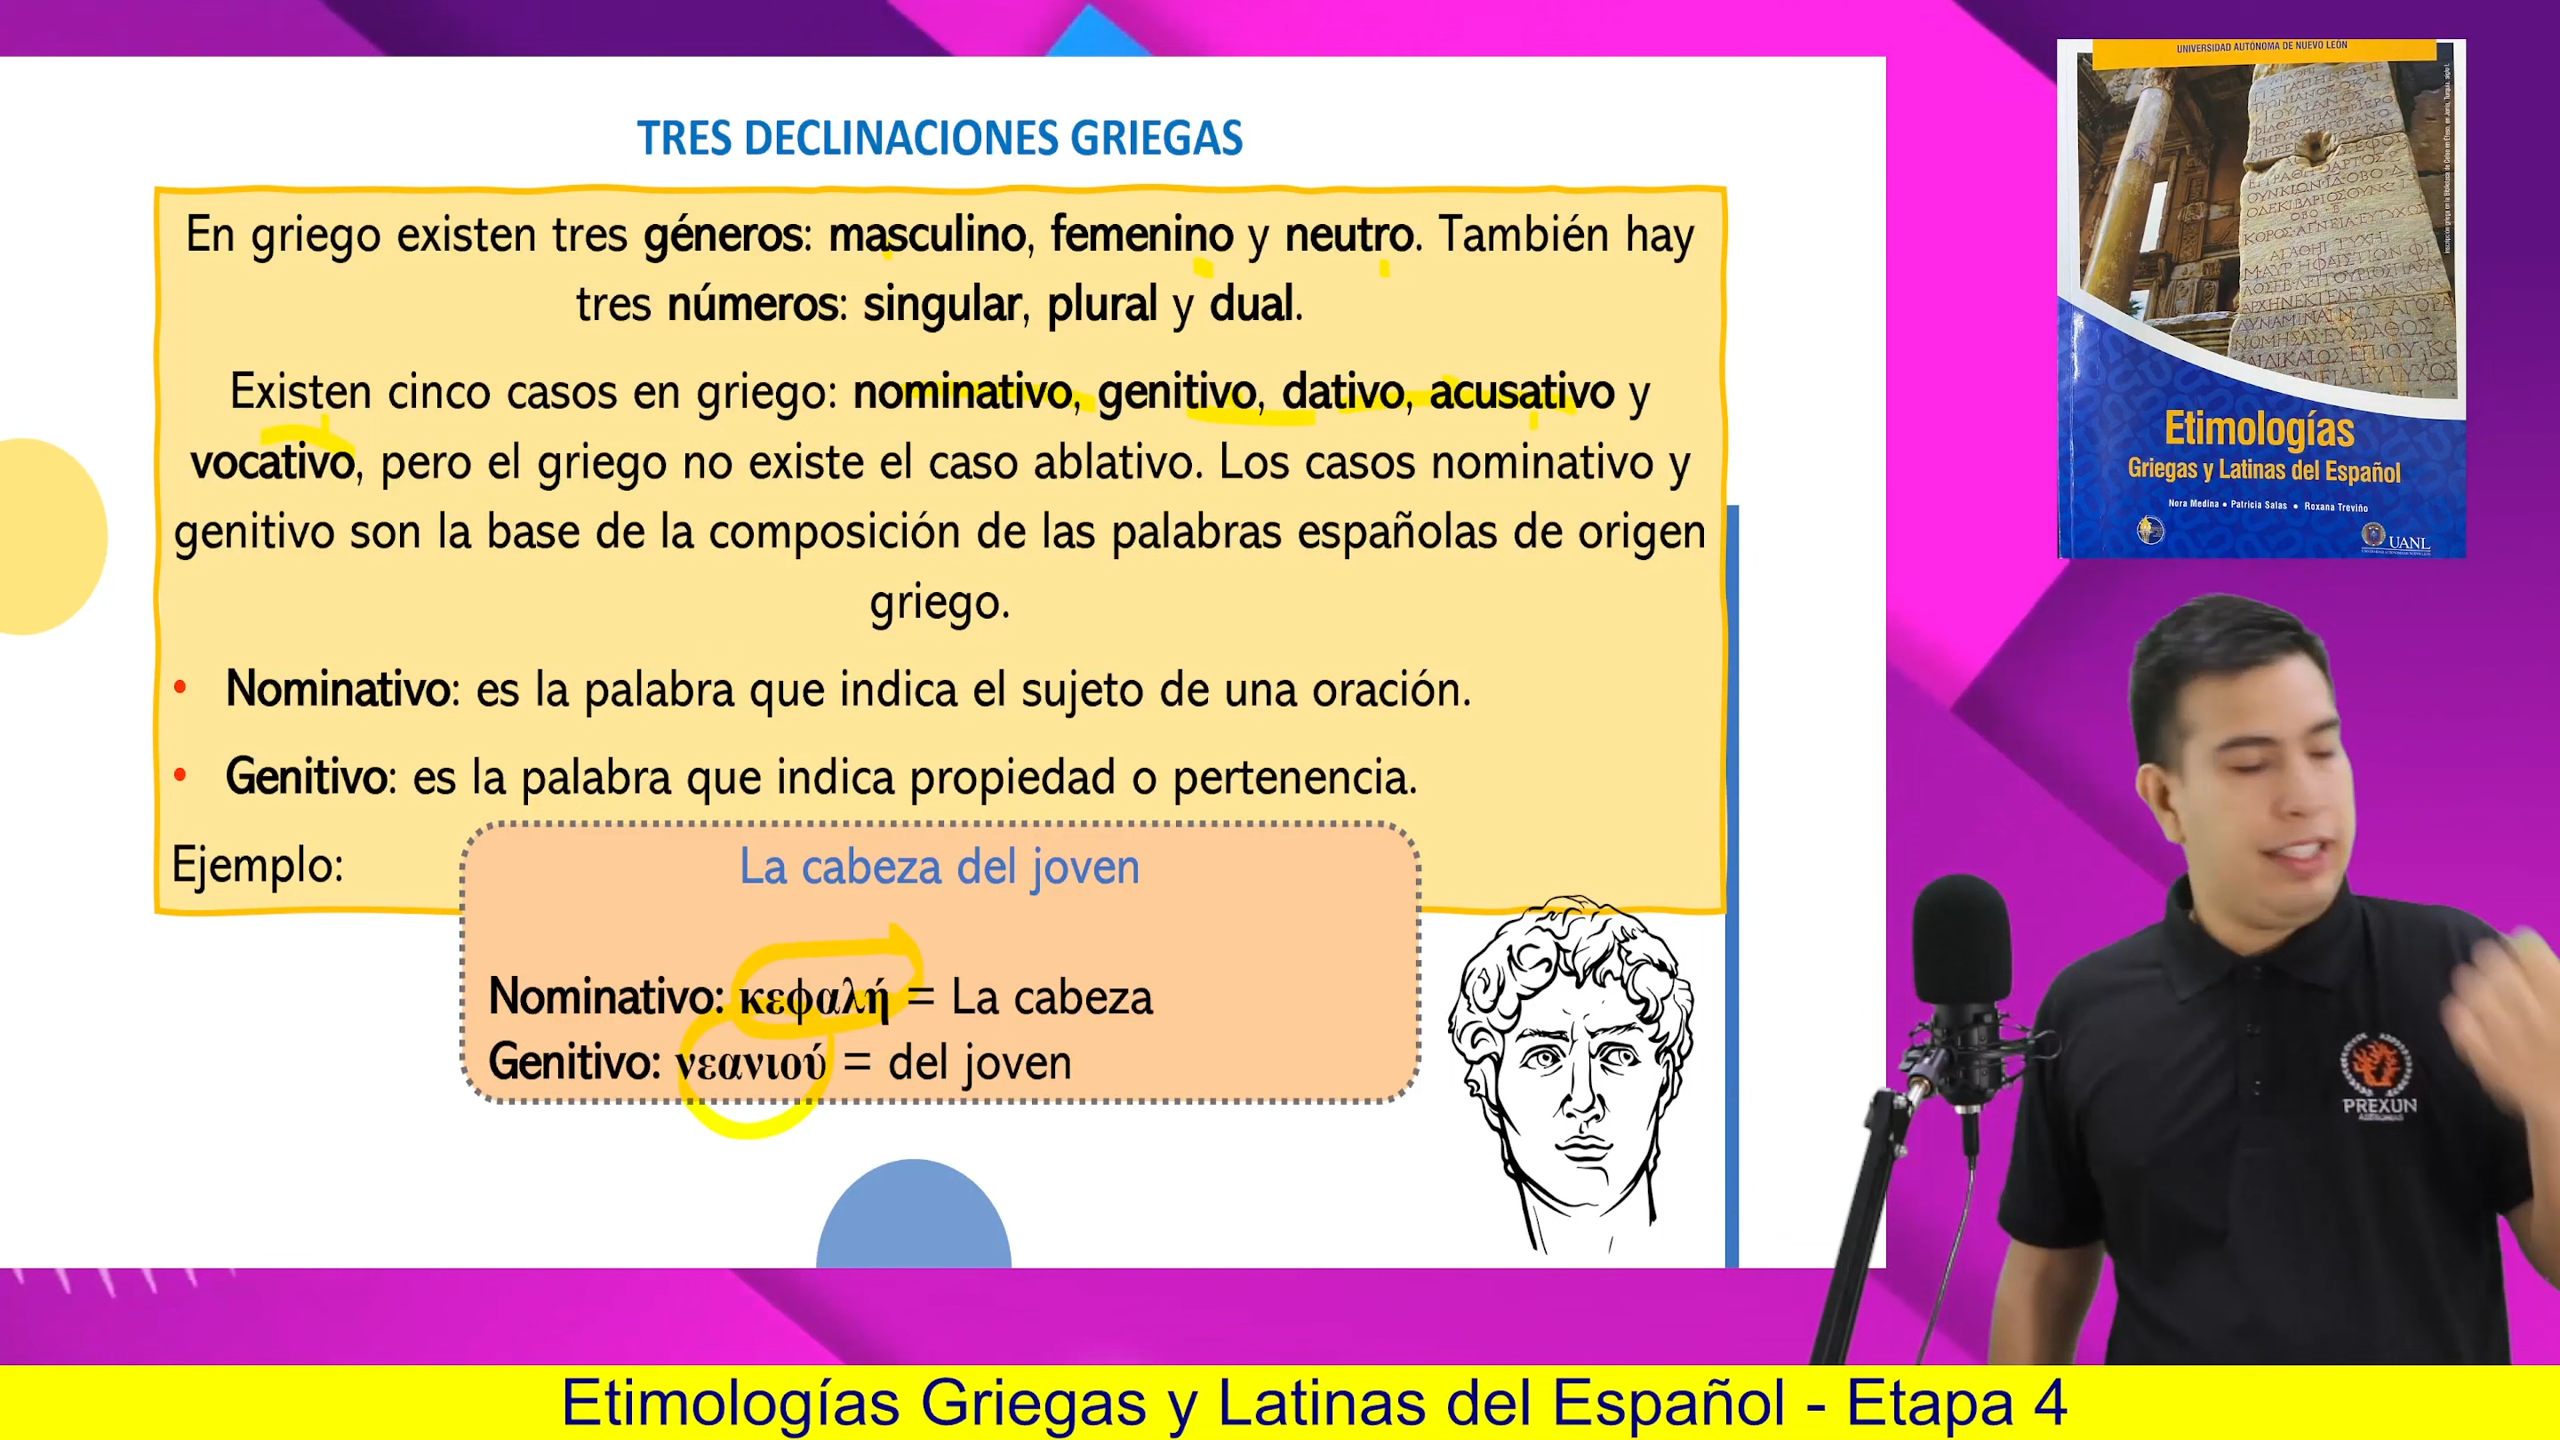 TRES DECLINACIONES GRIEGAS
En griego existen tres géneros: masculino, femenino y neutro. También hay
tres números: singular, plural y dual.
Existen cinco casos en griego: nominativo, genitivo, dativo, acusativo y
vocativo, pero el griego no existe el caso ablativo. Los casos nominativo y
genitivo son la base de la composición de las palabras españolas de origen
griego.
• Nominativo: es la palabra que indica el sujeto de una oración.
• Genitivo: es la palabra que indica propiedad o pertenencia.
Ejemplo:
La cabeza del joven
Nominativo: κεφαλή = La cabeza
Genitivo: νεανιού = del joven
UNIVERSIDAD AUTÓNOMA DE NUEVO LEÓN
Etimologías
Griegas y Latinas del Español
Nora Medina • Patricia Salas • Roxana Treviño
UANL
PREXUN
Etimologías Griegas y Latinas del Español - Etapa 4